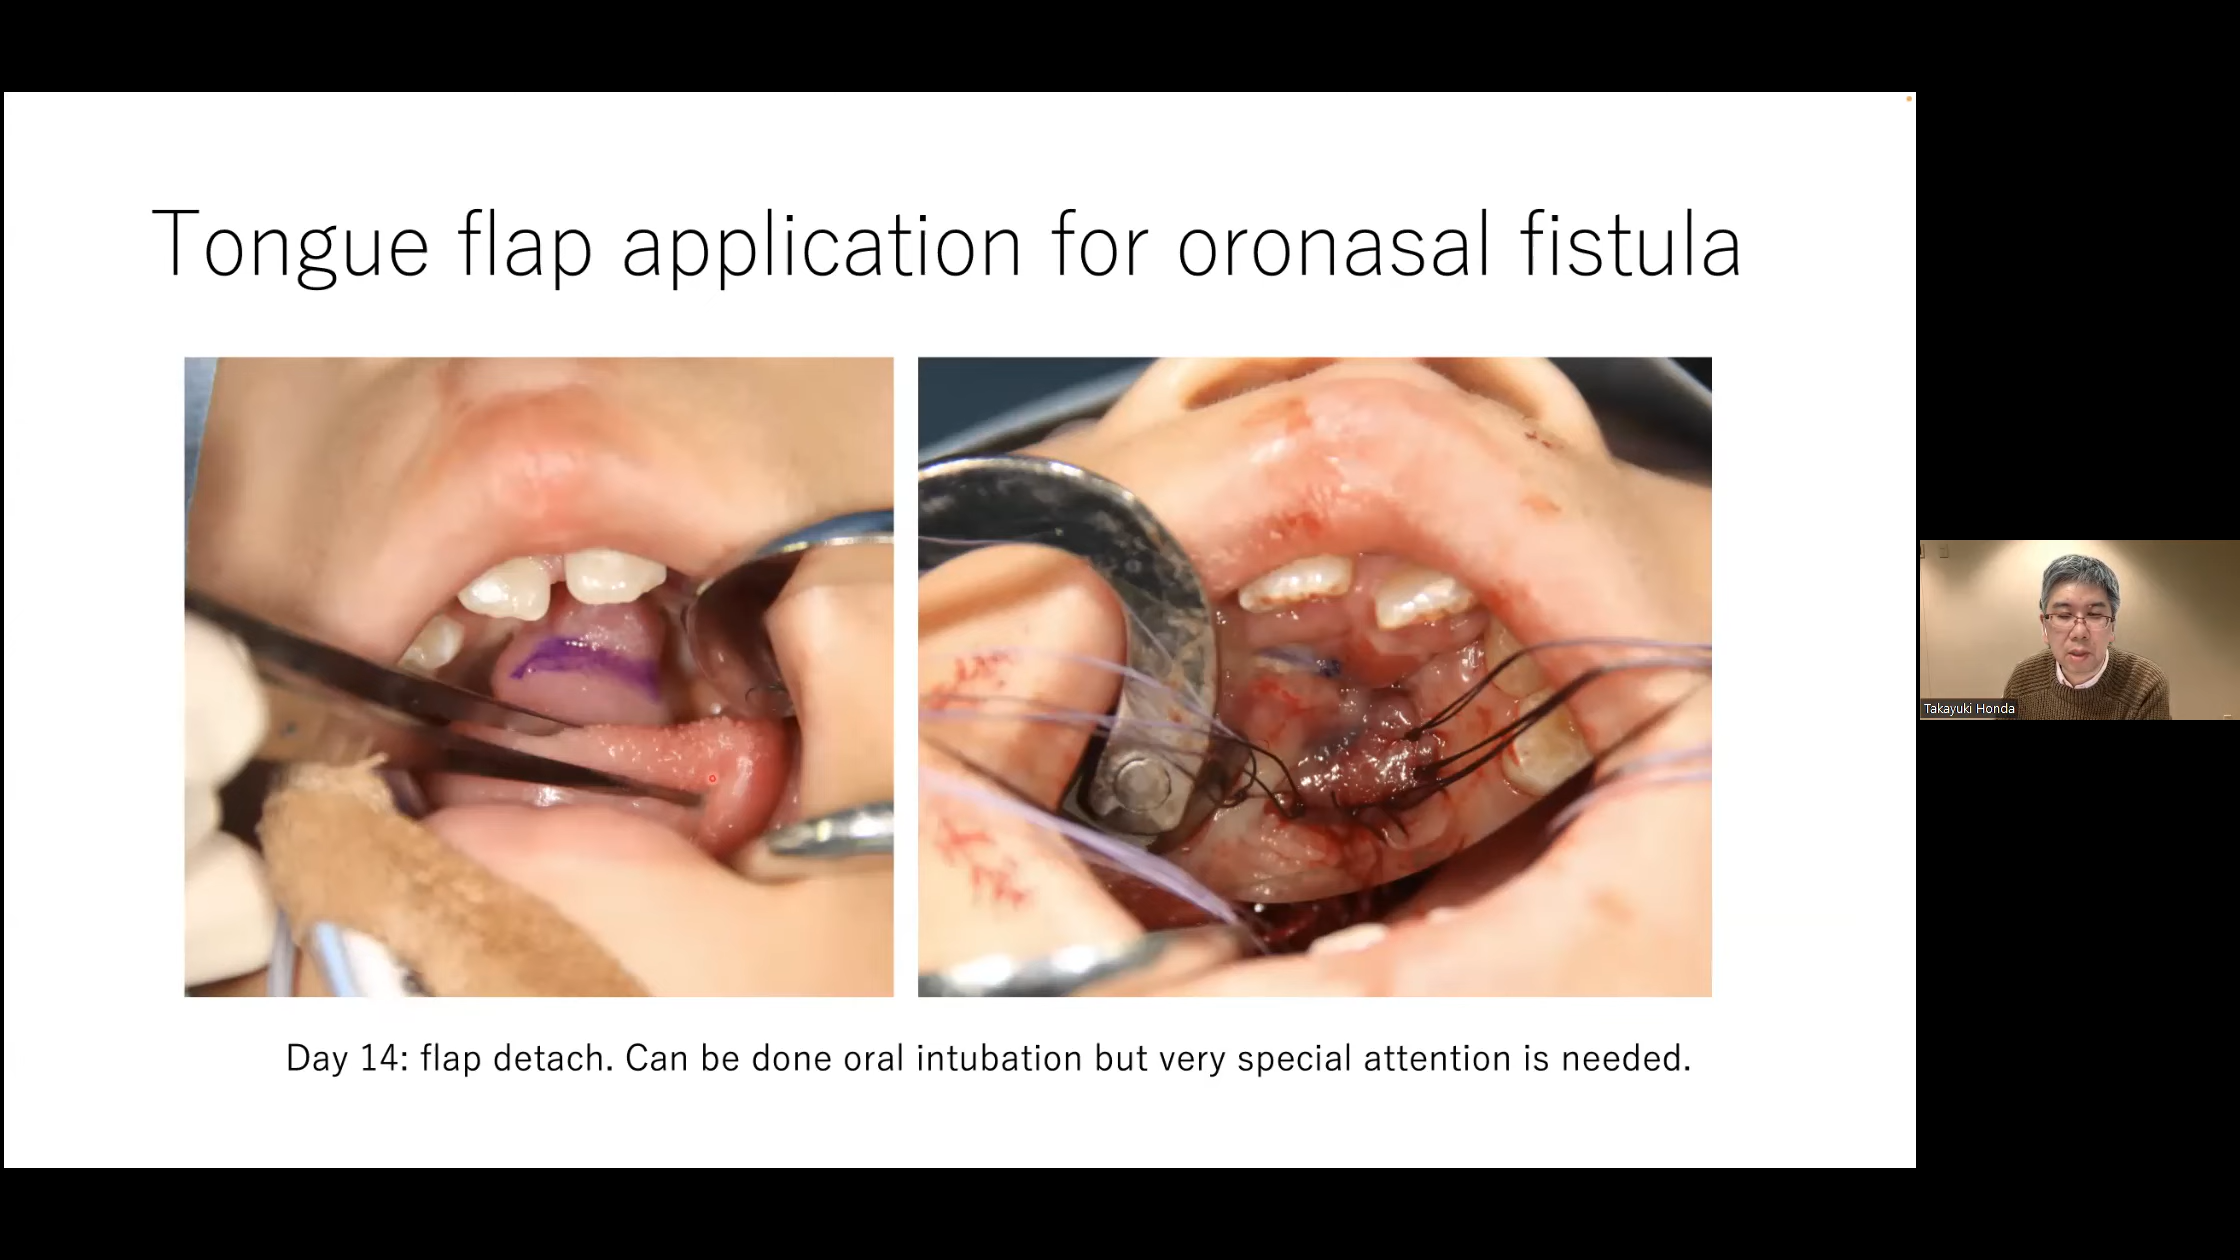 Tongue flap application for oronasal fistula
Day 14: flap detach. Can be done oral intubation but very special attention is needed.
Takayuki Honda